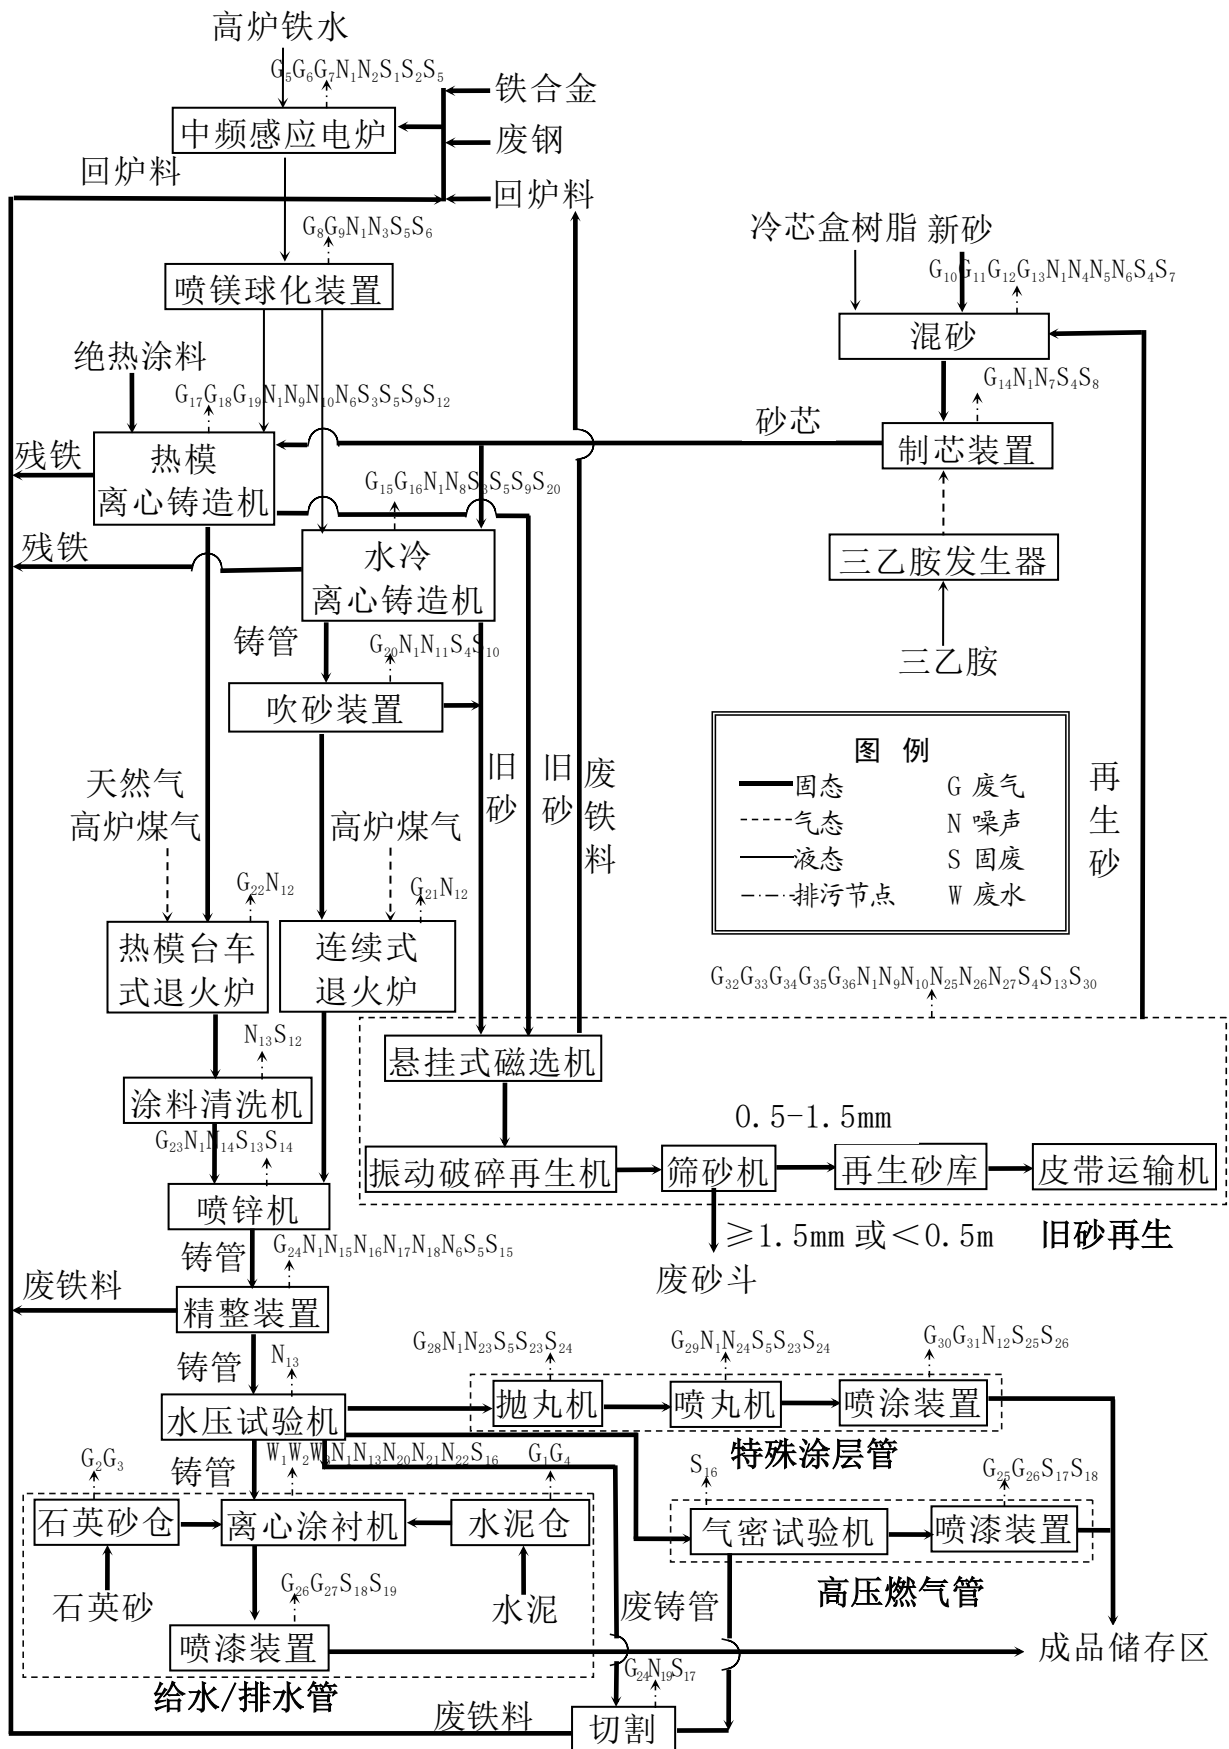 高炉铁水
G₅G₆G₇N₁N₂S₁S₂S₅
铁合金
中频感应电炉
废钢
回炉料
回炉料
冷芯盒树脂
新砂
G₈G₉N₁N₃S₅S₆
G₁₀G₁₁G₁₂G₁₃N₁N₄N₅N₆S₄S₇
喷镁球化装置
混砂
绝热涂料
G₁₇G₁₈G₁₉N₁N₉N₁₀N₆S₃S₅S₉S₁₂
G₁₄N₁N₇S₄S₈
砂芯
残铁
热模
离心铸造机
制芯装置
G₁₅G₁₆N₁N₈S₃S₅S₉S₂₀
残铁
水冷
离心铸造机
三乙胺发生器
铸管
G₂₀N₁N₁₁S₄S₁₀
三乙胺
吹砂装置
旧砂
旧砂
废铁料
再生砂
图 例
固态
G 废气
气态
N 噪声
液态
S 固废
排污节点
W 废水
天然气
高炉煤气
高炉煤气
G₂₂N₁₂
G₂₁N₁₂
热模台车
式退火炉
连续式
退火炉
G₃₂G₃₃G₃₄G₃₅G₃₆N₁N₉N₁₀N₂₅N₂₆N₂₇S₄S₁₃S₃₀
N₁₃S₁₂
悬挂式磁选机
涂料清洗机
0.5-1.5mm
G₂₃N₁N₁₄S₁₃S₁₄
振动破碎再生机
筛砂机
再生砂库
皮带运输机
喷锌机
≥1.5mm 或<0.5m
旧砂再生
铸管
G₂₄N₁N₁₅N₁₆N₁₇N₁₈N₆S₅S₁₅
废砂斗
废铁料
精整装置
铸管
N₁₃
G₂₈N₁N₂₃S₅S₂₃S₂₄
G₂₉N₁N₂₄S₅S₂₃S₂₄
G₃₀G₃₁N₁₂S₂₅S₂₆
水压试验机
抛丸机
喷丸机
喷涂装置
特殊涂层管
G₂G₃
铸管
W₁W₂W₃N₁N₁₃N₂₀N₂₁N₂₂S₁₆
G₁G₄
S₁₆
G₂₅G₂₆S₁₇S₁₈
石英砂仓
离心涂衬机
水泥仓
气密试验机
喷漆装置
高压燃气管
石英砂
G₂₆G₂₇S₁₈S₁₉
水泥
废铸管
喷漆装置
成品储存区
G₂₄N₁₉S₁₇
给水/排水管
废铁料
切割